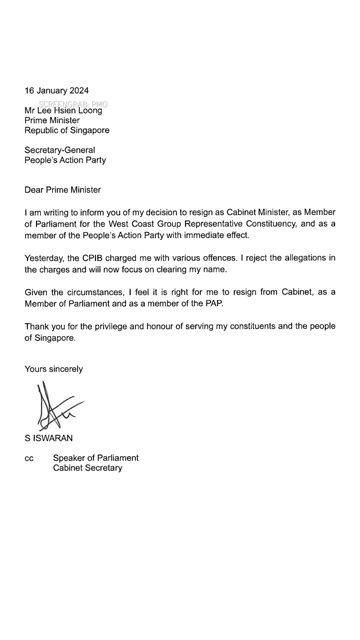 16 January 2024
SCREENGRAB, PMO
Mr Lee Hsien Loong
Prime Minister
Republic of Singapore
Secretary-General
People's Action Party
Dear Prime Minister
I am writing to inform you of my decision to resign as Cabinet Minister, as Member
of Parliament for the West Coast Group Representative Constituency, and as a
member of the People's Action Party with immediate effect.
Yesterday, the CPIB charged me with various offences. I reject the allegations in
the charges and will now focus on clearing my name.
Given the circumstances, I feel it is right for me to resign from Cabinet, as a
Member of Parliament and as a member of the PAP.
Thank you for the privilege and honour of serving my constituents and the people
of Singapore.
Yours sincerely
S ISWARAN
cc Speaker of Parliament
Cabinet Secretary